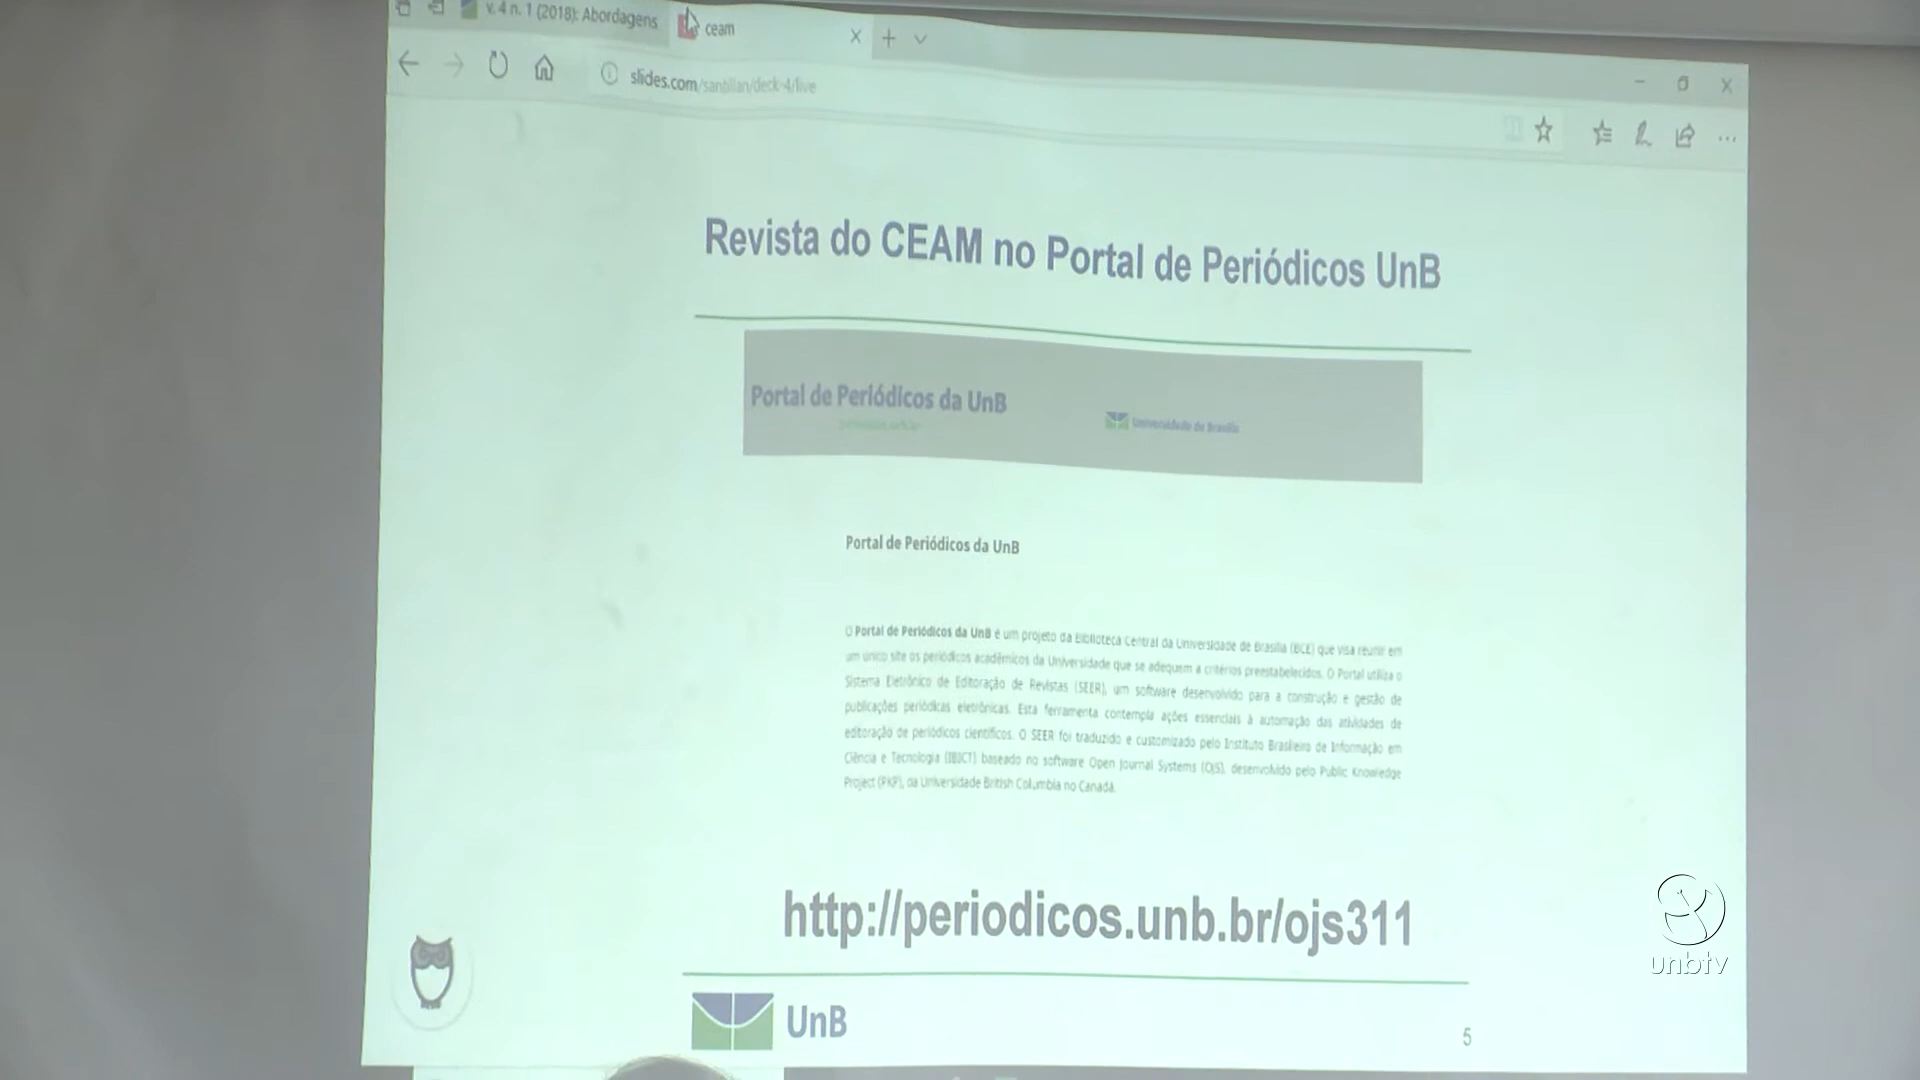 v. 4 n. 1 (2018): Abordagens
ceam
slides.com/santillan/deck-4/live
Revista do CEAM no Portal de Periódicos UnB
Portal de Periódicos da UnB
Universidade de Brasília
Portal de Periódicos da UnB
O Portal de Periódicos da UnB é um projeto da Biblioteca Central da Universidade de Brasília (BCE) que visa reunir em
um único site os periódicos acadêmicos da Universidade que se adequem a critérios preestabelecidos. O Portal utiliza o
Sistema Eletrônico de Editoração de Revistas (SEER), um software desenvolvido para a construção e gestão de
publicações periódicas eletrônicas. Esta ferramenta contempla ações essenciais à automação das atividades de
editoração de periódicos científicos. O SEER foi traduzido e customizado pelo Instituto Brasileiro de Informação em
Ciência e Tecnologia (IBICT) baseado no software Open Journal Systems (OJS), desenvolvido pelo Public Knowledge
Project (PKP), da Universidade British Columbia no Canadá.
http://periodicos.unb.br/ojs311
UnB
5
unbtv